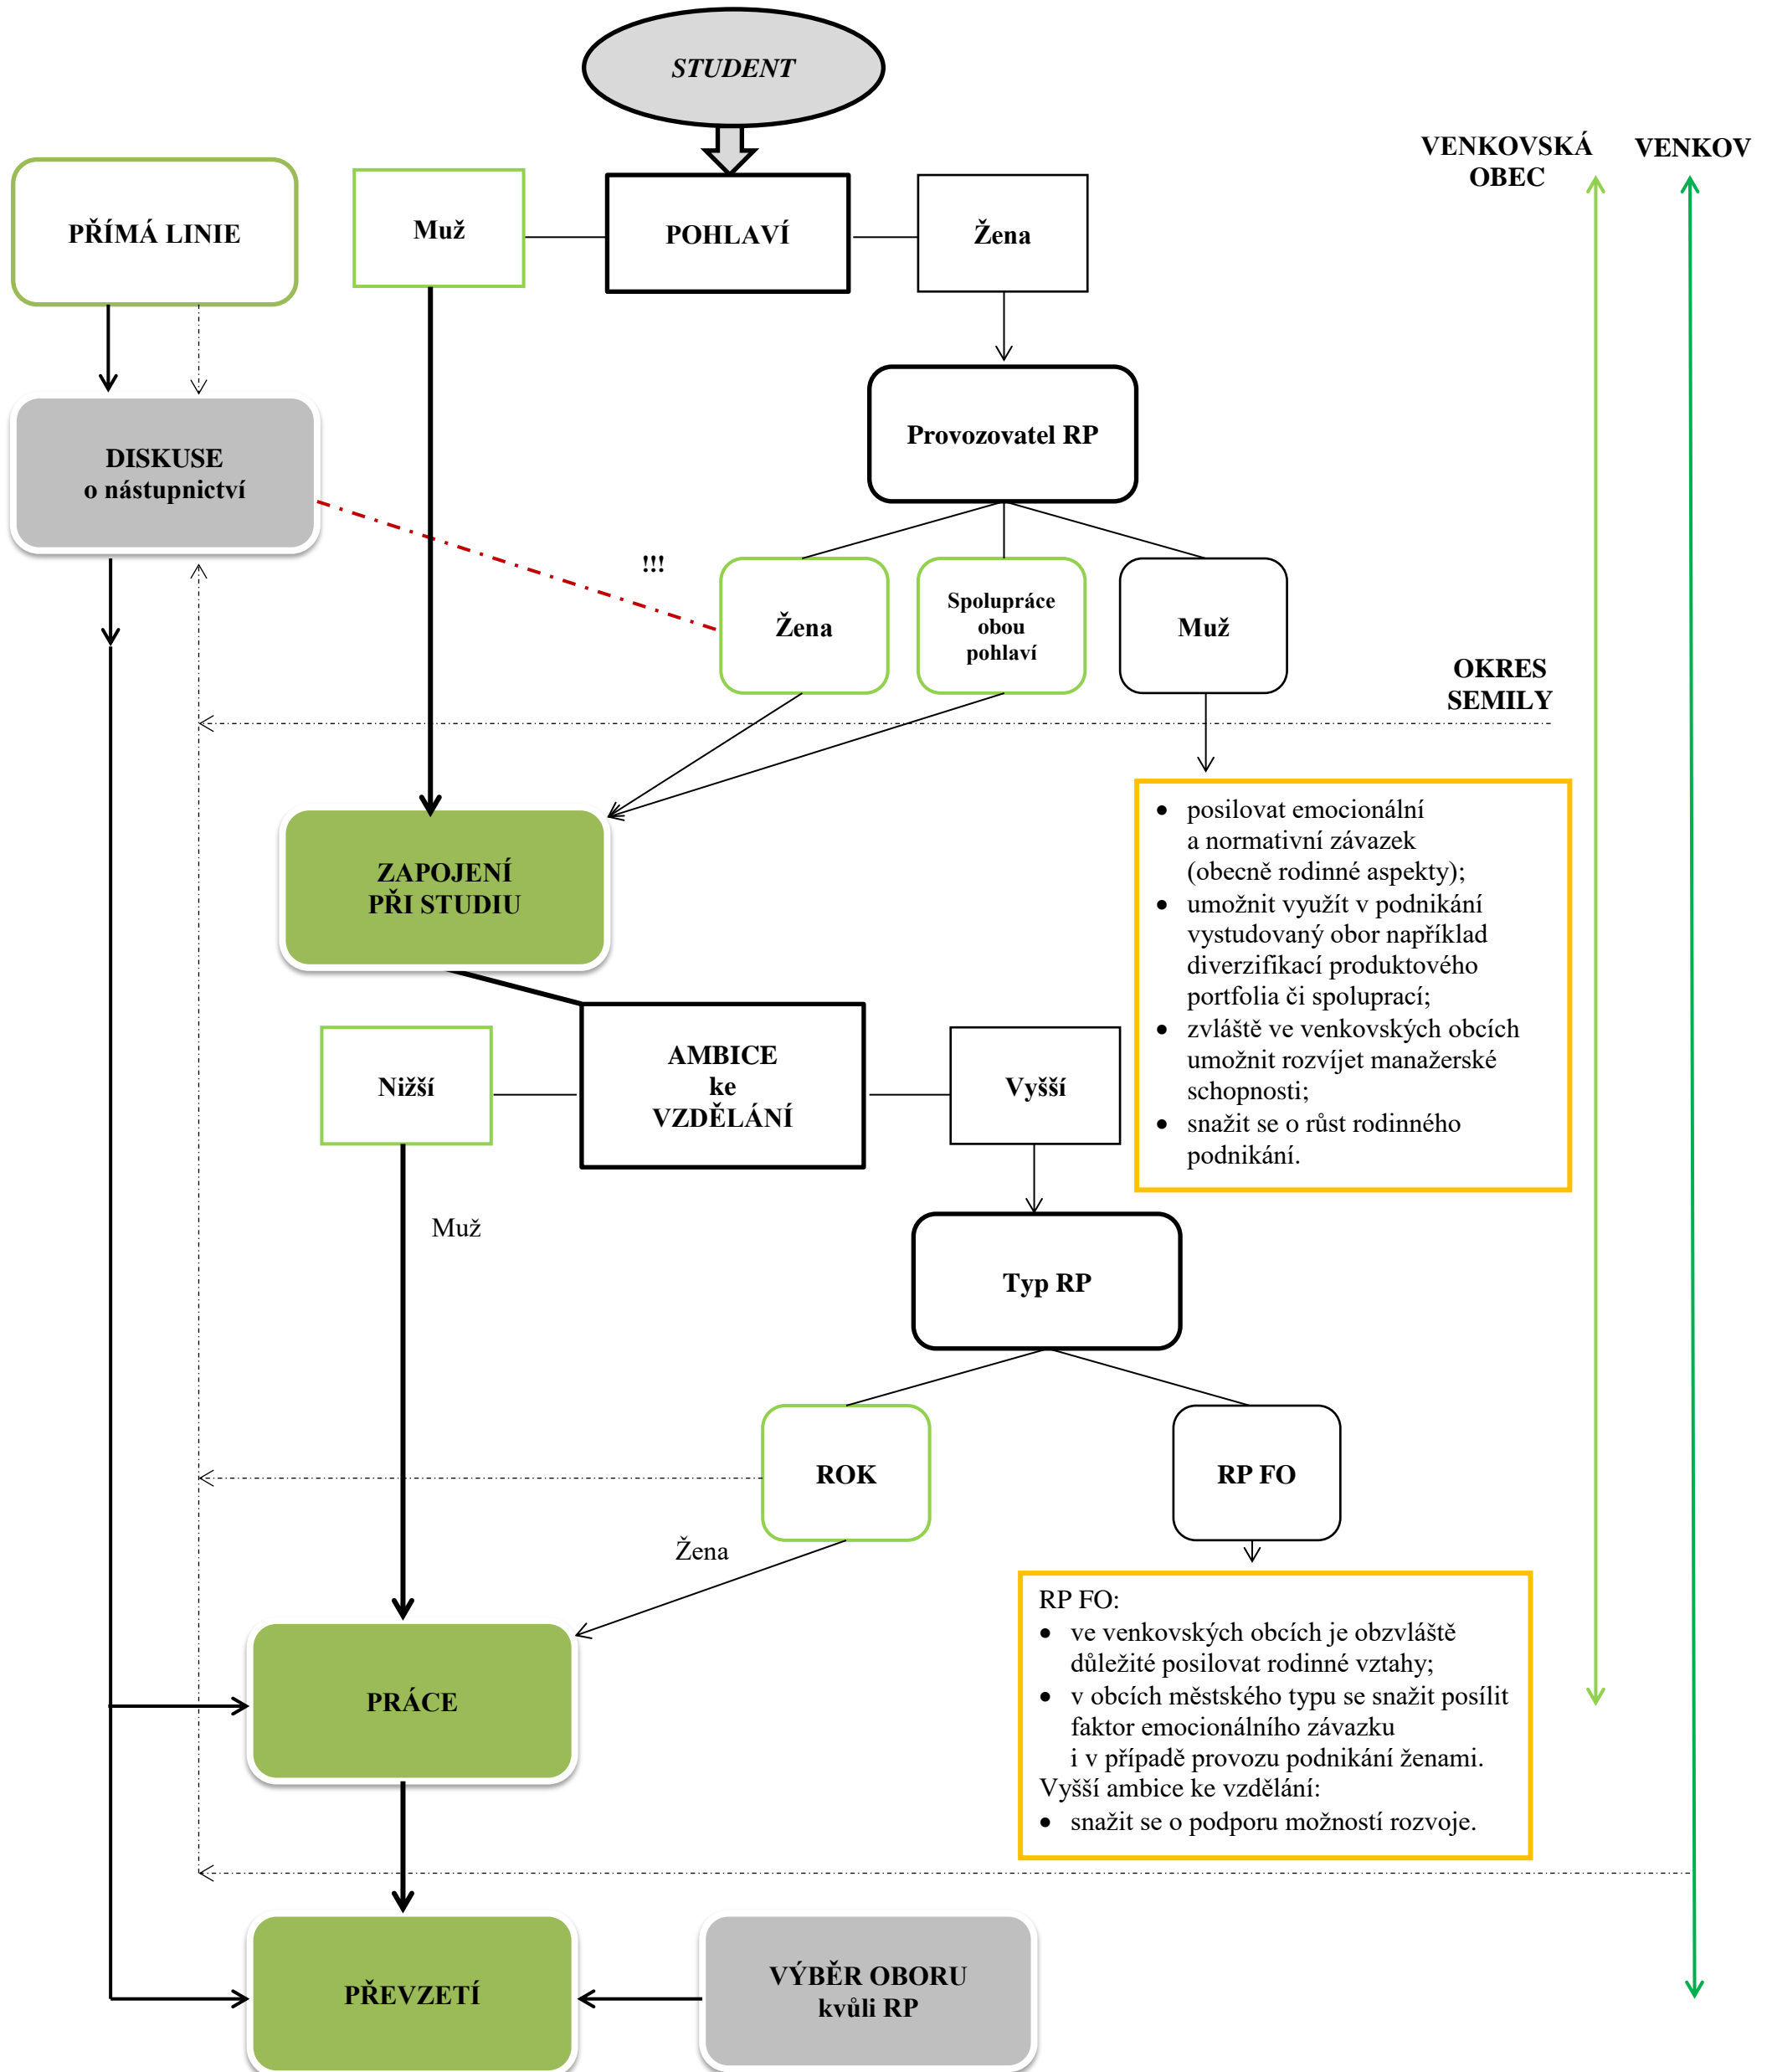 STUDENT
VENKOVSKÁ
OBEC
VENKOV
PŘÍMÁ LINIE
Muž
POHLAVÍ
Žena
Provozovatel RP
DISKUSE
o nástupnictví
!!!
Žena
Spolupráce
obou
pohlaví
Muž
OKRES
SEMILY
• posilovat emocionální
a normativní závazek
(obecně rodinné aspekty);
• umožnit využít v podnikání
vystudovaný obor například
diverzifikací produktového
portfolia či spoluprací;
• zvláště ve venkovských obcích
umožnit rozvíjet manažerské
schopnosti;
• snažit se o růst rodinného
podnikání.
ZAPOJENÍ
PŘI STUDIU
Nižší
AMBICE
ke
VZDĚLÁNÍ
Vyšší
Muž
Typ RP
ROK
RP FO
Žena
RP FO:
• ve venkovských obcích je obzvláště
důležité posilovat rodinné vztahy;
• v obcích městského typu se snažit posílit
faktor emocionálního závazku
i v případě provozu podnikání ženami.
Vyšší ambice ke vzdělání:
• snažit se o podporu možností rozvoje.
PRÁCE
PŘEVZETÍ
VÝBĚR OBORU
kvůli RP